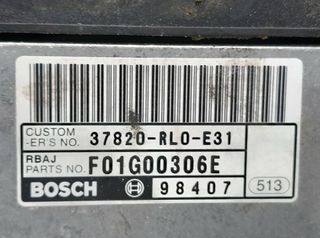 CUSTOM
-ER'S NO. 37820-RL0-E31
RBAJ
PARTS NO. F01G00306E
BOSCH 98407 513